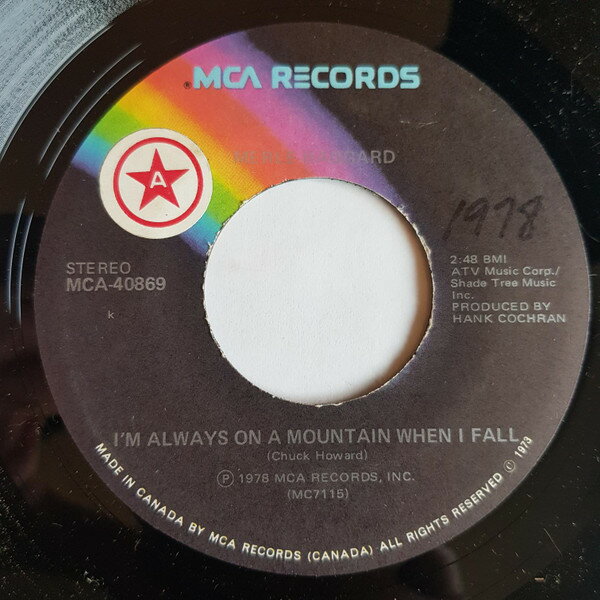 ®MCA RECORDS
MERLE HAGGARD
A
1978
STEREO
MCA-40869
k
2:48 BMI
ATV Music Corp./
Shade Tree Music
Inc.
PRODUCED BY
HANK COCHRAN
I'M ALWAYS ON A MOUNTAIN WHEN I FALL
(Chuck Howard)
Ⓟ 1978 MCA RECORDS, INC.
(MC7115)
MADE IN CANADA BY MCA RECORDS (CANADA) ALL RIGHTS RESERVED © 1973